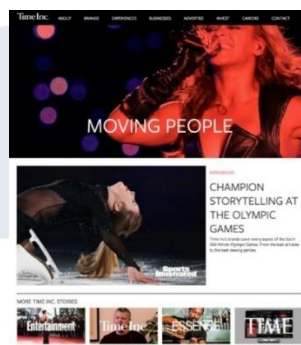 Time Inc. ABOUT BRANDS EXPERIENCES BUSINESSES ADVERTISE INVEST CAREERS CONTACT
MOVING PEOPLE
EXPERIENCES
CHAMPION
STORYTELLING AT
THE OLYMPIC
GAMES
Sports
Illustrated
MORE TIME INC. STORIES
Entertainment
Time Inc.
ESSENCE
TIME